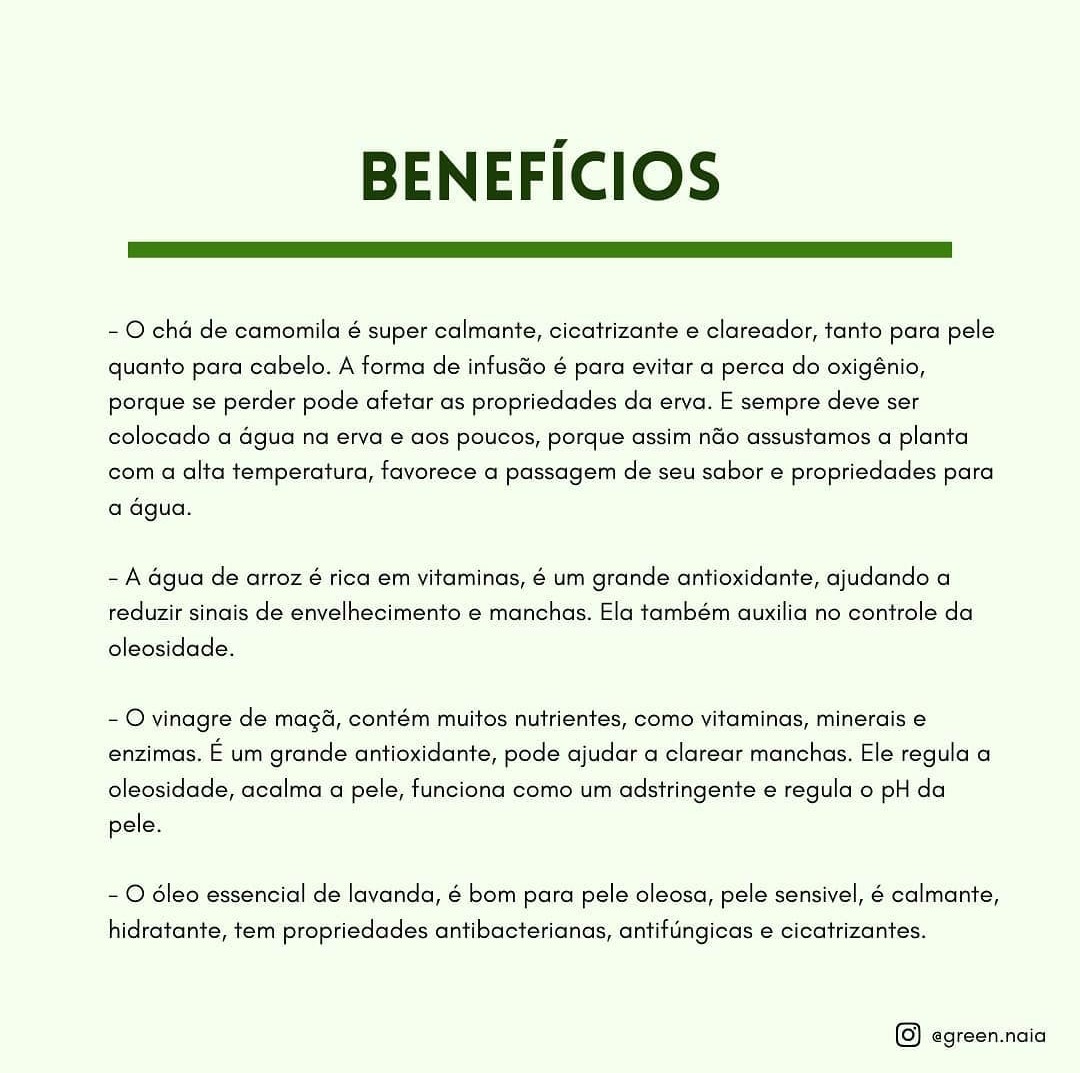 BENEFÍCIOS
- O chá de camomila é super calmante, cicatrizante e clareador, tanto para pele
quanto para cabelo. A forma de infusão é para evitar a perca do oxigênio,
porque se perder pode afetar as propriedades da erva. E sempre deve ser
colocado a água na erva e aos poucos, porque assim não assustamos a planta
com a alta temperatura, favorece a passagem de seu sabor e propriedades para
a água.
- A água de arroz é rica em vitaminas, é um grande antioxidante, ajudando a
reduzir sinais de envelhecimento e manchas. Ela também auxilia no controle da
oleosidade.
- O vinagre de maçã, contém muitos nutrientes, como vitaminas, minerais e
enzimas. É um grande antioxidante, pode ajudar a clarear manchas. Ele regula a
oleosidade, acalma a pele, funciona como um adstringente e regula o pH da
pele.
- O óleo essencial de lavanda, é bom para pele oleosa, pele sensivel, é calmante,
hidratante, tem propriedades antibacterianas, antifúngicas e cicatrizantes.
@green.naia